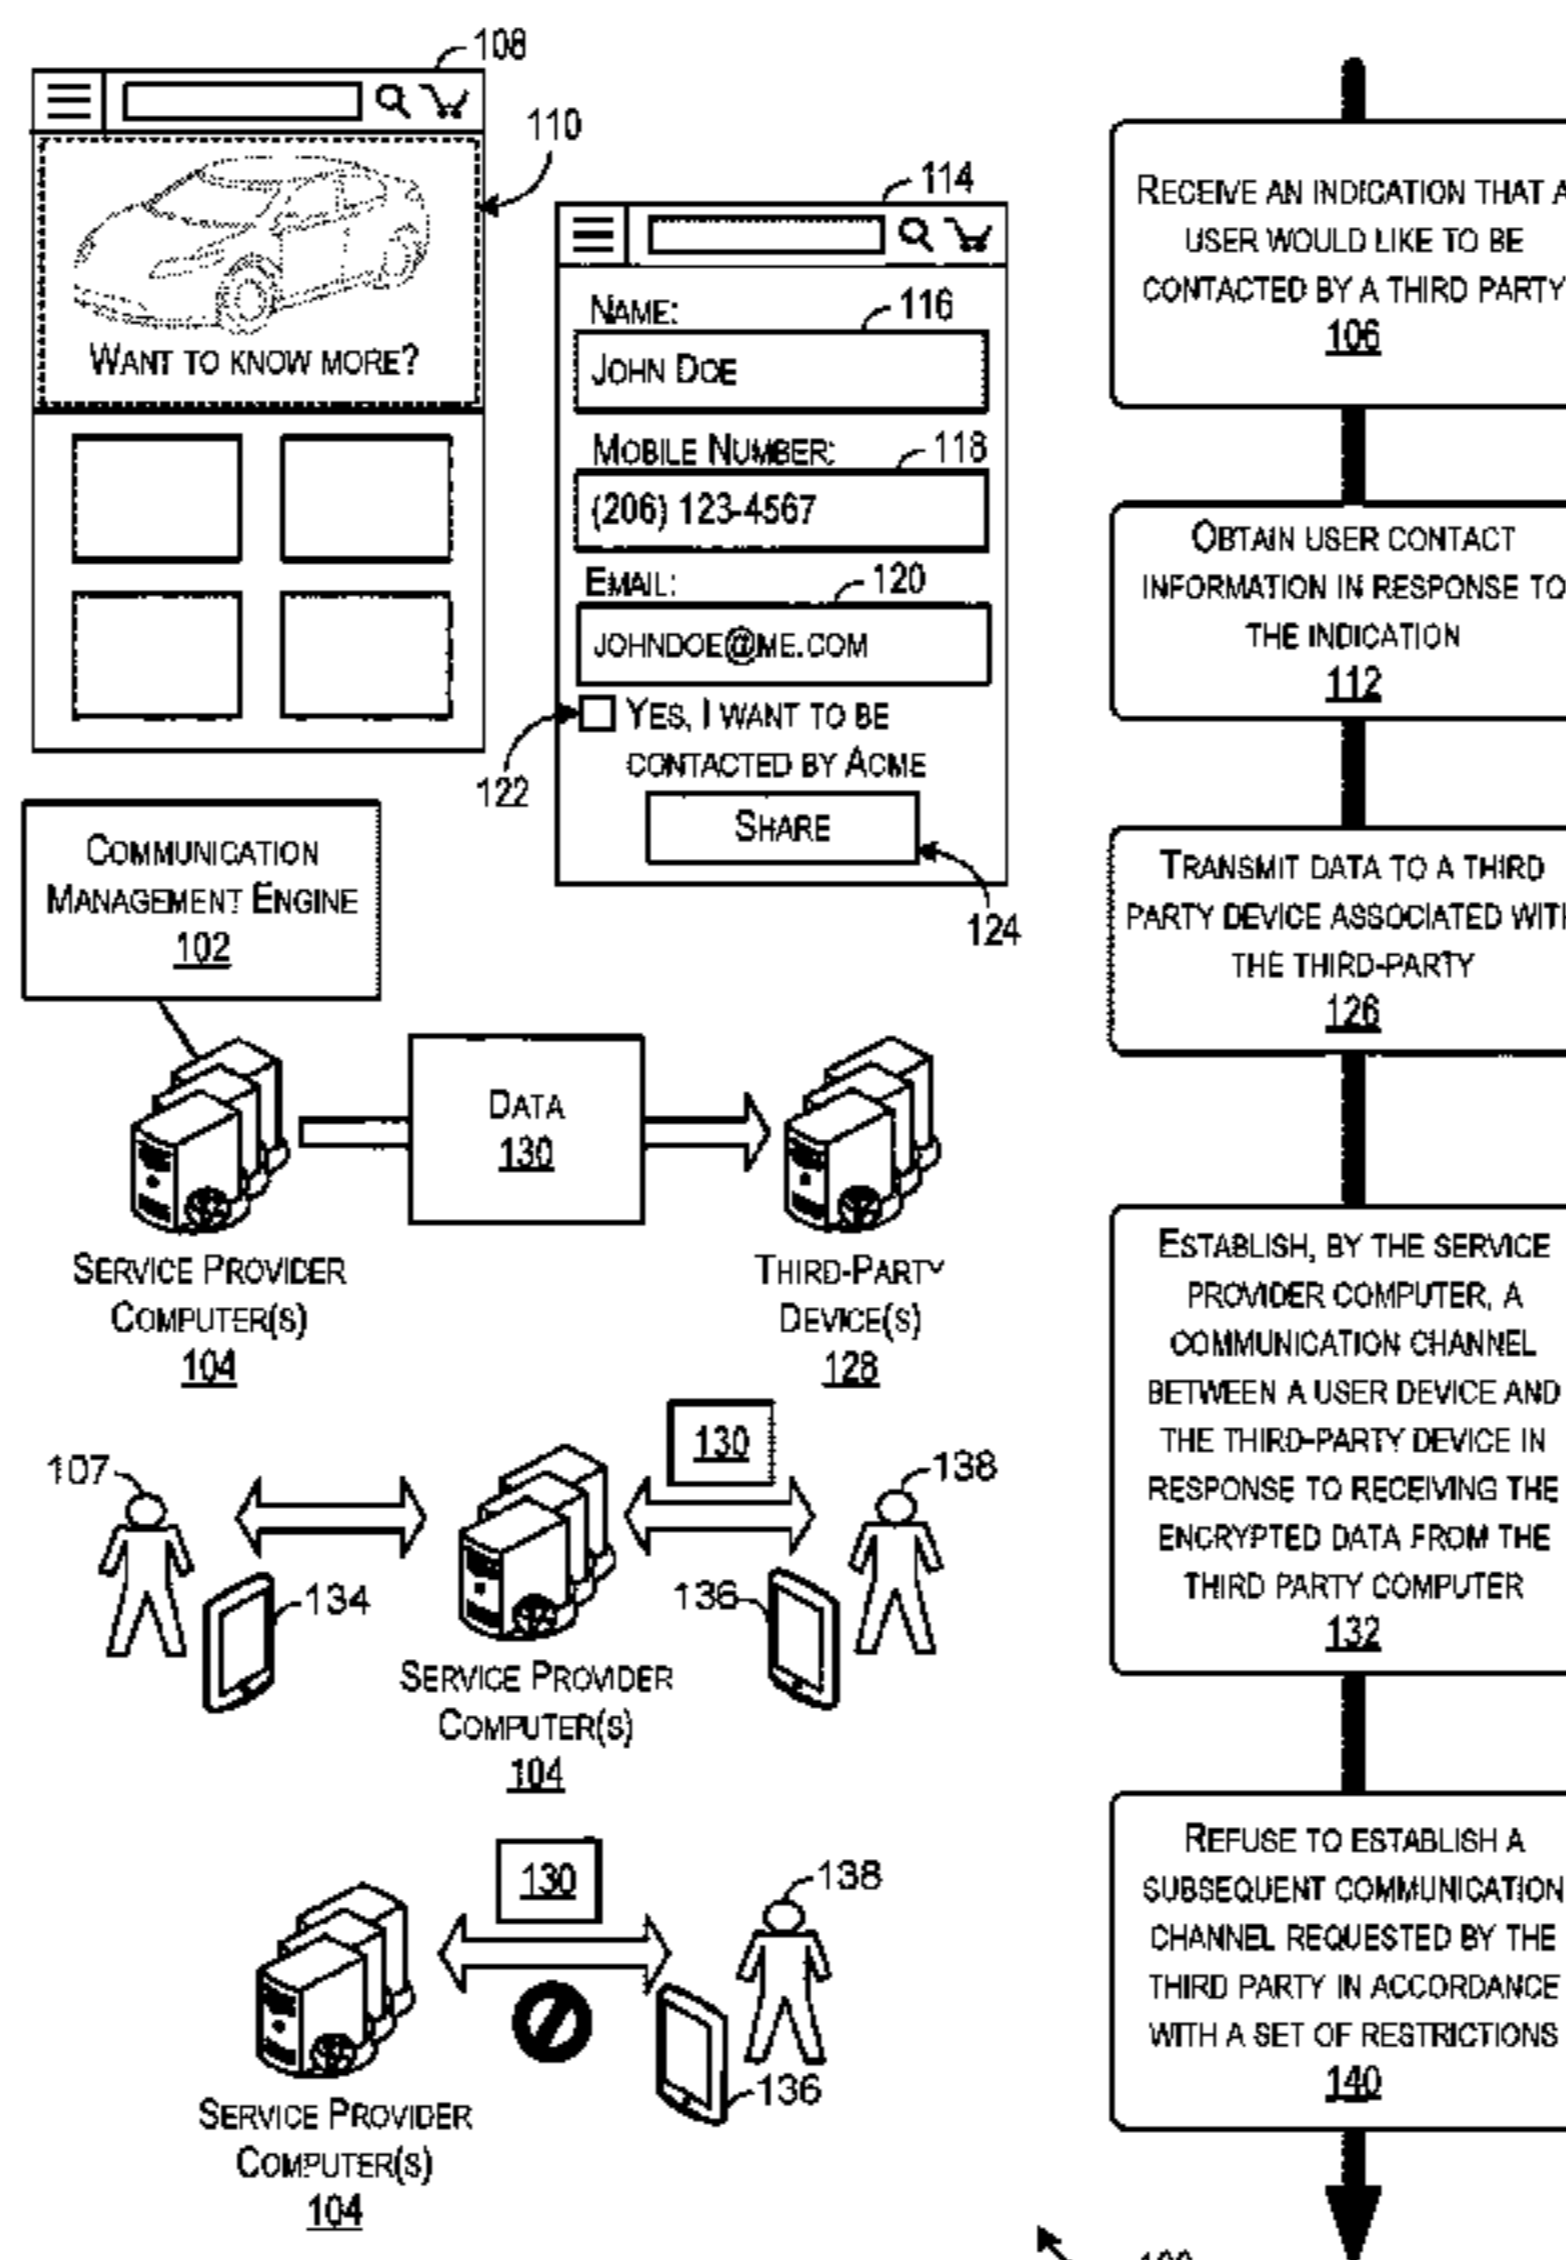 108
110
WANT TO KNOW MORE?
114
NAME:
116
JOHN DOE
MOBILE NUMBER:
118
(206) 123-4567
EMAIL:
120
JOHNDOE@ME.COM
YES, I WANT TO BE
CONTACTED BY ACME
122
SHARE
124
COMMUNICATION
MANAGEMENT ENGINE
102
DATA
130
SERVICE PROVIDER
COMPUTER(S)
104
THIRD-PARTY
DEVICE(S)
128
107
134
130
138
136
SERVICE PROVIDER
COMPUTER(S)
104
130
138
136
SERVICE PROVIDER
COMPUTER(S)
104
RECEIVE AN INDICATION THAT A
USER WOULD LIKE TO BE
CONTACTED BY A THIRD PARTY
106
OBTAIN USER CONTACT
INFORMATION IN RESPONSE TO
THE INDICATION
112
TRANSMIT DATA TO A THIRD
PARTY DEVICE ASSOCIATED WITH
THE THIRD-PARTY
126
ESTABLISH, BY THE SERVICE
PROVIDER COMPUTER, A
COMMUNICATION CHANNEL
BETWEEN A USER DEVICE AND
THE THIRD-PARTY DEVICE IN
RESPONSE TO RECEIVING THE
ENCRYPTED DATA FROM THE
THIRD PARTY COMPUTER
132
REFUSE TO ESTABLISH A
SUBSEQUENT COMMUNICATION
CHANNEL REQUESTED BY THE
THIRD PARTY IN ACCORDANCE
WITH A SET OF RESTRICTIONS
140